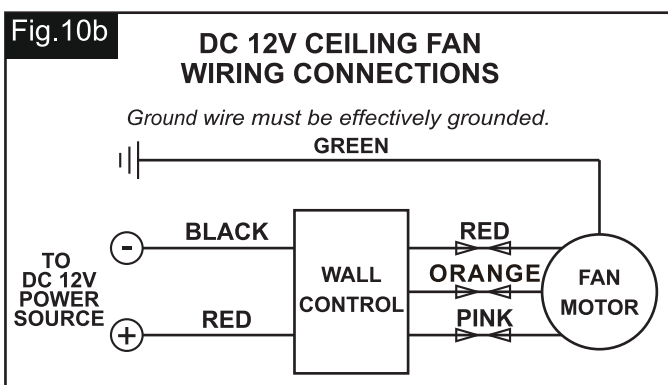 Fig.10b
DC 12V CEILING FAN
WIRING CONNECTIONS
Ground wire must be effectively grounded.
GREEN
-
BLACK
RED
TO
DC 12V
POWER
SOURCE
WALL
CONTROL
ORANGE
FAN
MOTOR
+
RED
PINK